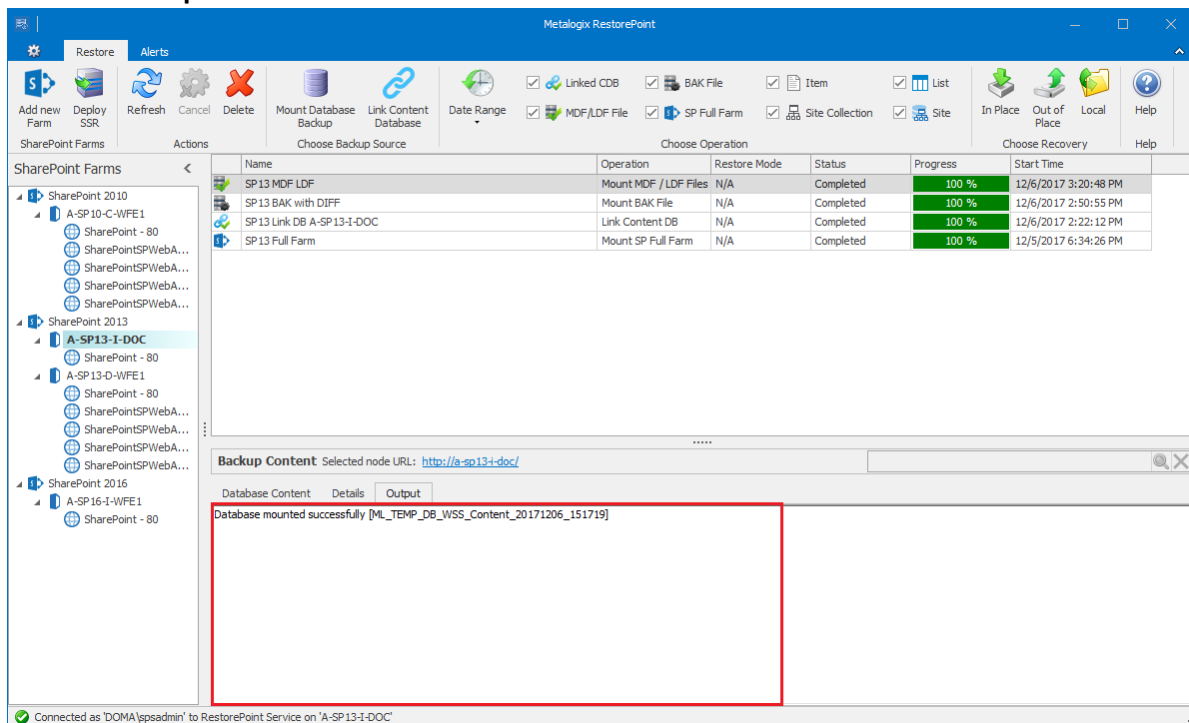 Metalogix RestorePoint
Restore Alerts
Add new Farm Deploy SSR Refresh Cancel Delete Mount Database Backup Link Content Database Date Range Linked CDB BAK File Item List In Place Out of Place Local Help
MDF/LDF File SP Full Farm Site Collection Site
SharePoint Farms Actions Choose Backup Source Choose Operation Choose Recovery Help
SharePoint Farms <
Name Operation Restore Mode Status Progress Start Time
SP13 MDF LDF Mount MDF / LDF Files N/A Completed 100 % 12/6/2017 3:20:48 PM
SP13 BAK with DIFF Mount BAK File N/A Completed 100 % 12/6/2017 2:50:55 PM
SP13 Link DB A-SP13-I-DOC Link Content DB N/A Completed 100 % 12/6/2017 2:22:12 PM
SP13 Full Farm Mount SP Full Farm N/A Completed 100 % 12/5/2017 6:34:26 PM
SharePoint 2010
A-SP10-C-WFE1
SharePoint - 80
SharePointSPWebA...
SharePointSPWebA...
SharePointSPWebA...
SharePointSPWebA...
SharePoint 2013
A-SP13-I-DOC
SharePoint - 80
A-SP13-D-WFE1
SharePoint - 80
SharePointSPWebA...
SharePointSPWebA...
SharePointSPWebA...
SharePointSPWebA...
SharePoint 2016
A-SP16-I-WFE1
SharePoint - 80
Backup Content Selected node URL: http://a-sp13-i-doc/
Database Content Details Output
Database mounted successfully [ML_TEMP_DB_WSS_Content_20171206_151719]
Connected as 'DOMA\spsadmin' to RestorePoint Service on 'A-SP13-I-DOC'